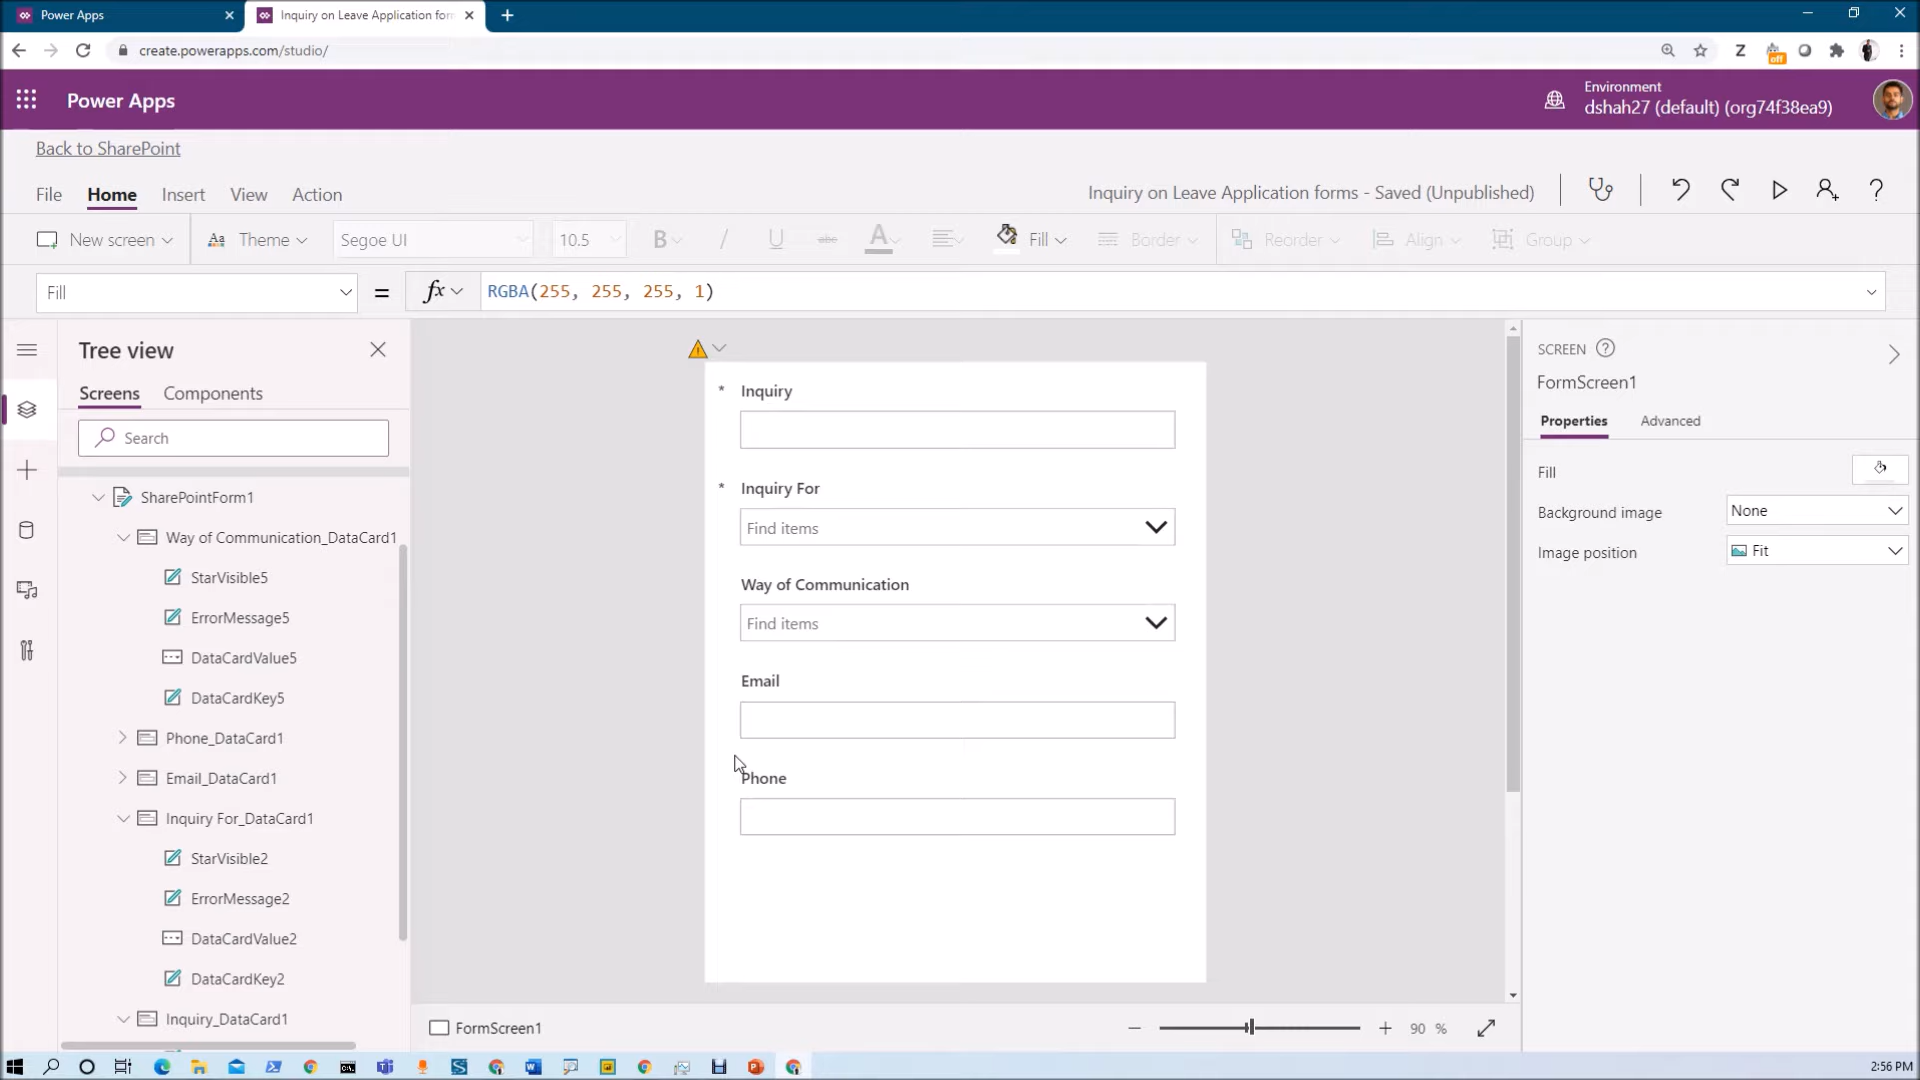 Power Apps
Inquiry on Leave Application form
create.powerapps.com/studio/
Z
off
Power Apps
Environment
dshah27 (default) (org74f38ea9)
Back to SharePoint
File Home Insert View Action
Inquiry on Leave Application forms - Saved (Unpublished)
New screen
Aa Theme
Segoe UI
10.5
B / U abc A
Fill
Border
Reorder
Align
Group
Fill
= fx RGBA(255, 255, 255, 1)
Tree view
Screens Components
Search
SharePointForm1
Way of Communication_DataCard1
StarVisible5
ErrorMessage5
DataCardValue5
DataCardKey5
Phone_DataCard1
Email_DataCard1
Inquiry For_DataCard1
StarVisible2
ErrorMessage2
DataCardValue2
DataCardKey2
Inquiry_DataCard1
* Inquiry
* Inquiry For
Find items
Way of Communication
Find items
Email
Phone
FormScreen1
90 %
SCREEN
FormScreen1
Properties Advanced
Fill
Background image None
Image position Fit
2:56 PM